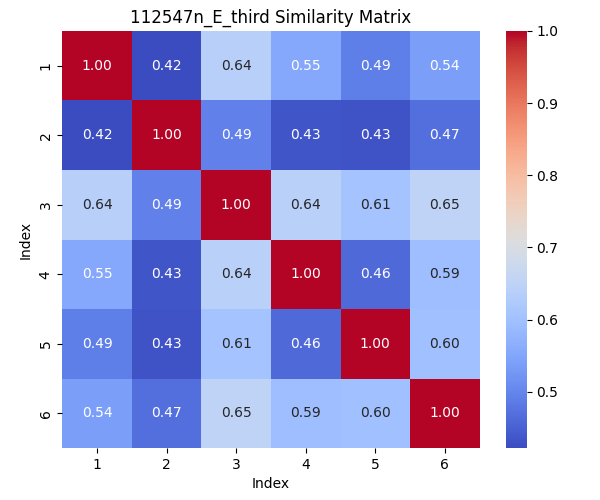 112547n_E_third Similarity Matrix
1 1.00 0.42 0.64 0.55 0.49 0.54
2 0.42 1.00 0.49 0.43 0.43 0.47
3 0.64 0.49 1.00 0.64 0.61 0.65
4 0.55 0.43 0.64 1.00 0.46 0.59
5 0.49 0.43 0.61 0.46 1.00 0.60
6 0.54 0.47 0.65 0.59 0.60 1.00
1 2 3 4 5 6
Index
Index
1.0
0.9
0.8
0.7
0.6
0.5